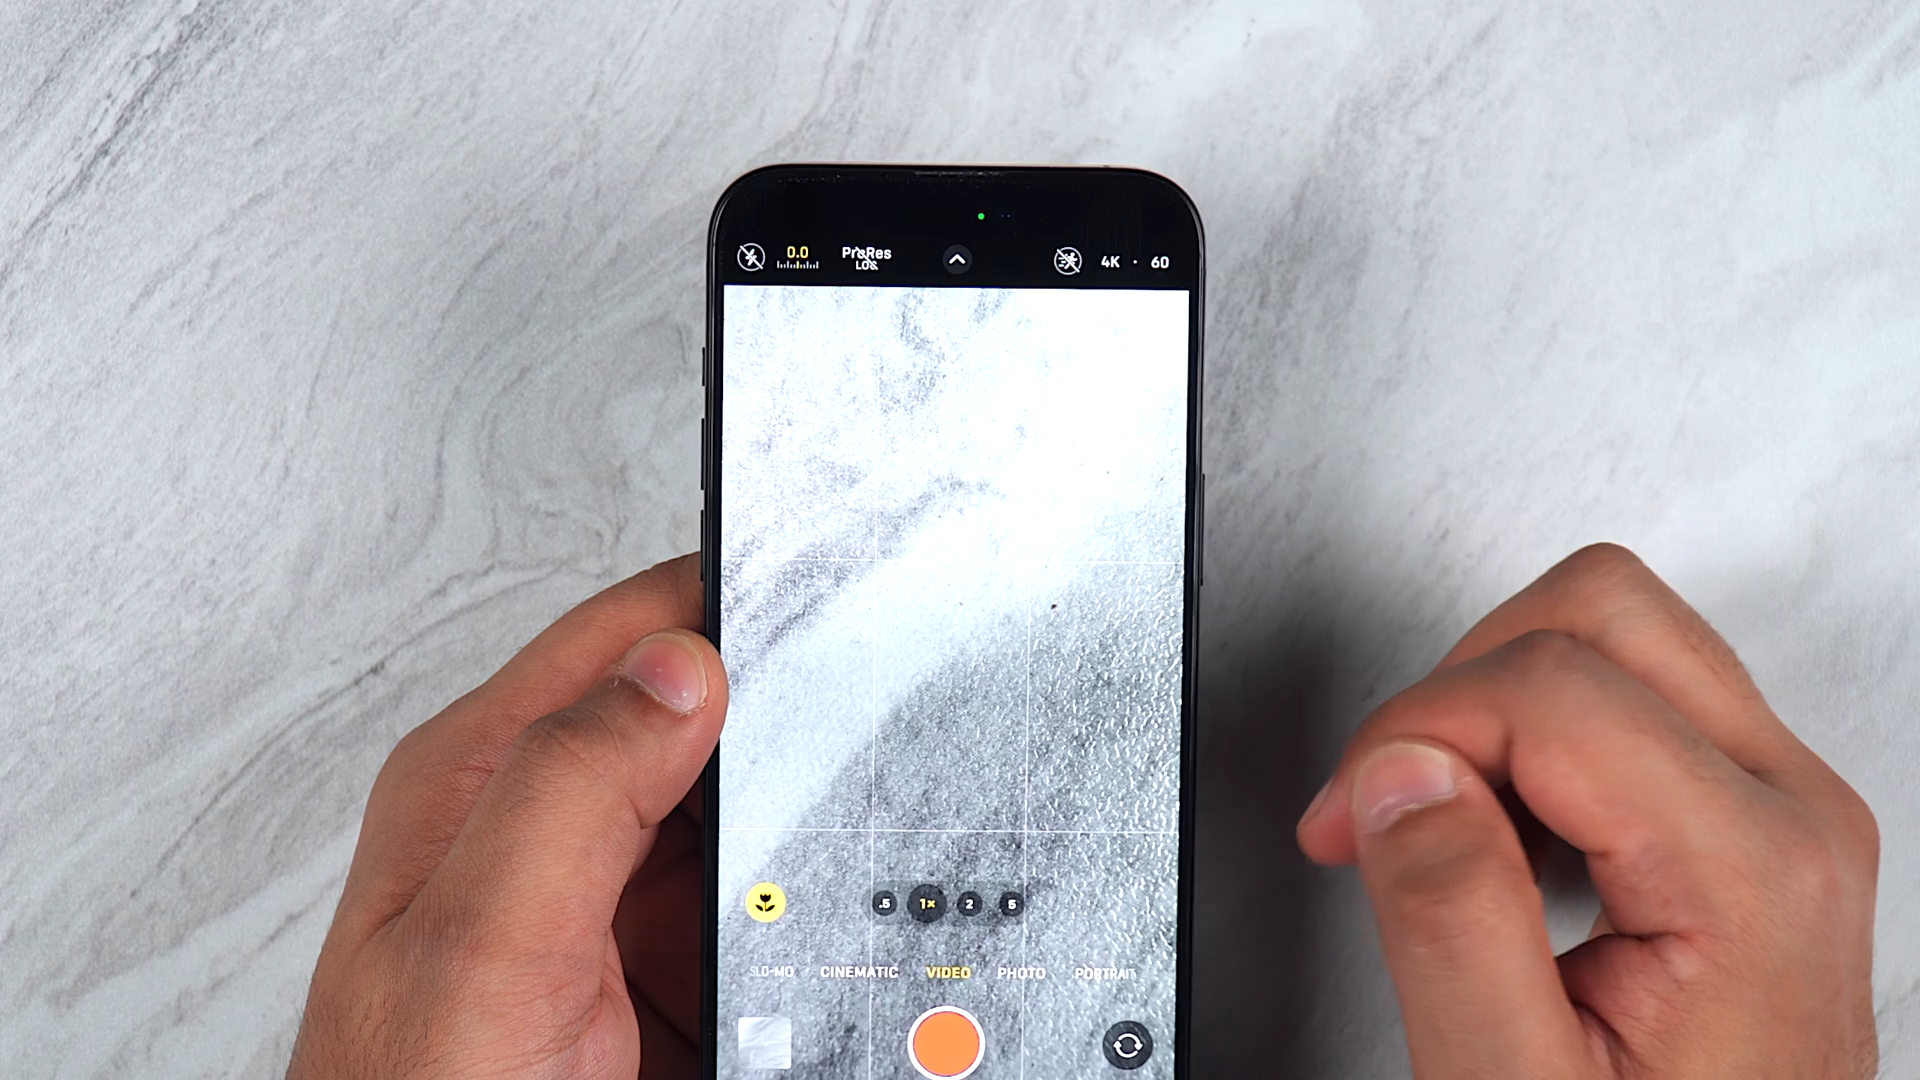 0.0
ProRes
LOG
4K · 60
.5 1× 2 5
SLO-MO CINEMATIC VIDEO PHOTO PORTRAIT